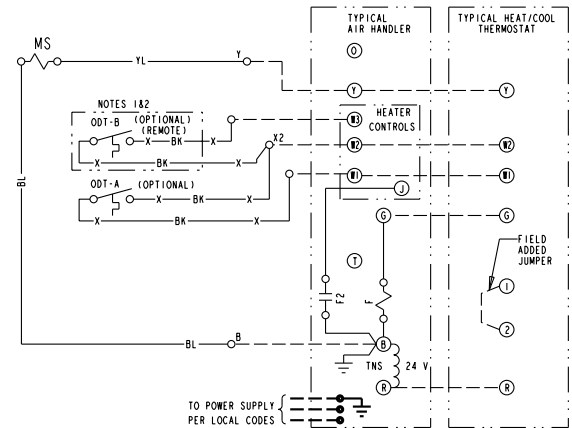 TYPICAL
AIR HANDLER
TYPICAL HEAT/COOL
THERMOSTAT
MS
O
YL
Y
Y
Y
NOTES 1&2
ODT-B (OPTIONAL)
(REMOTE)
HEATER
CONTROLS
W3
X BK X
X2
W2
W2
X BK X
W1
W1
ODT-A (OPTIONAL)
J
X BK X
X BK X
BL
G
G
FIELD
ADDED
JUMPER
T
1
F2
F
2
BL
B
B
TNS
24 V
R
R
TO POWER SUPPLY
PER LOCAL CODES